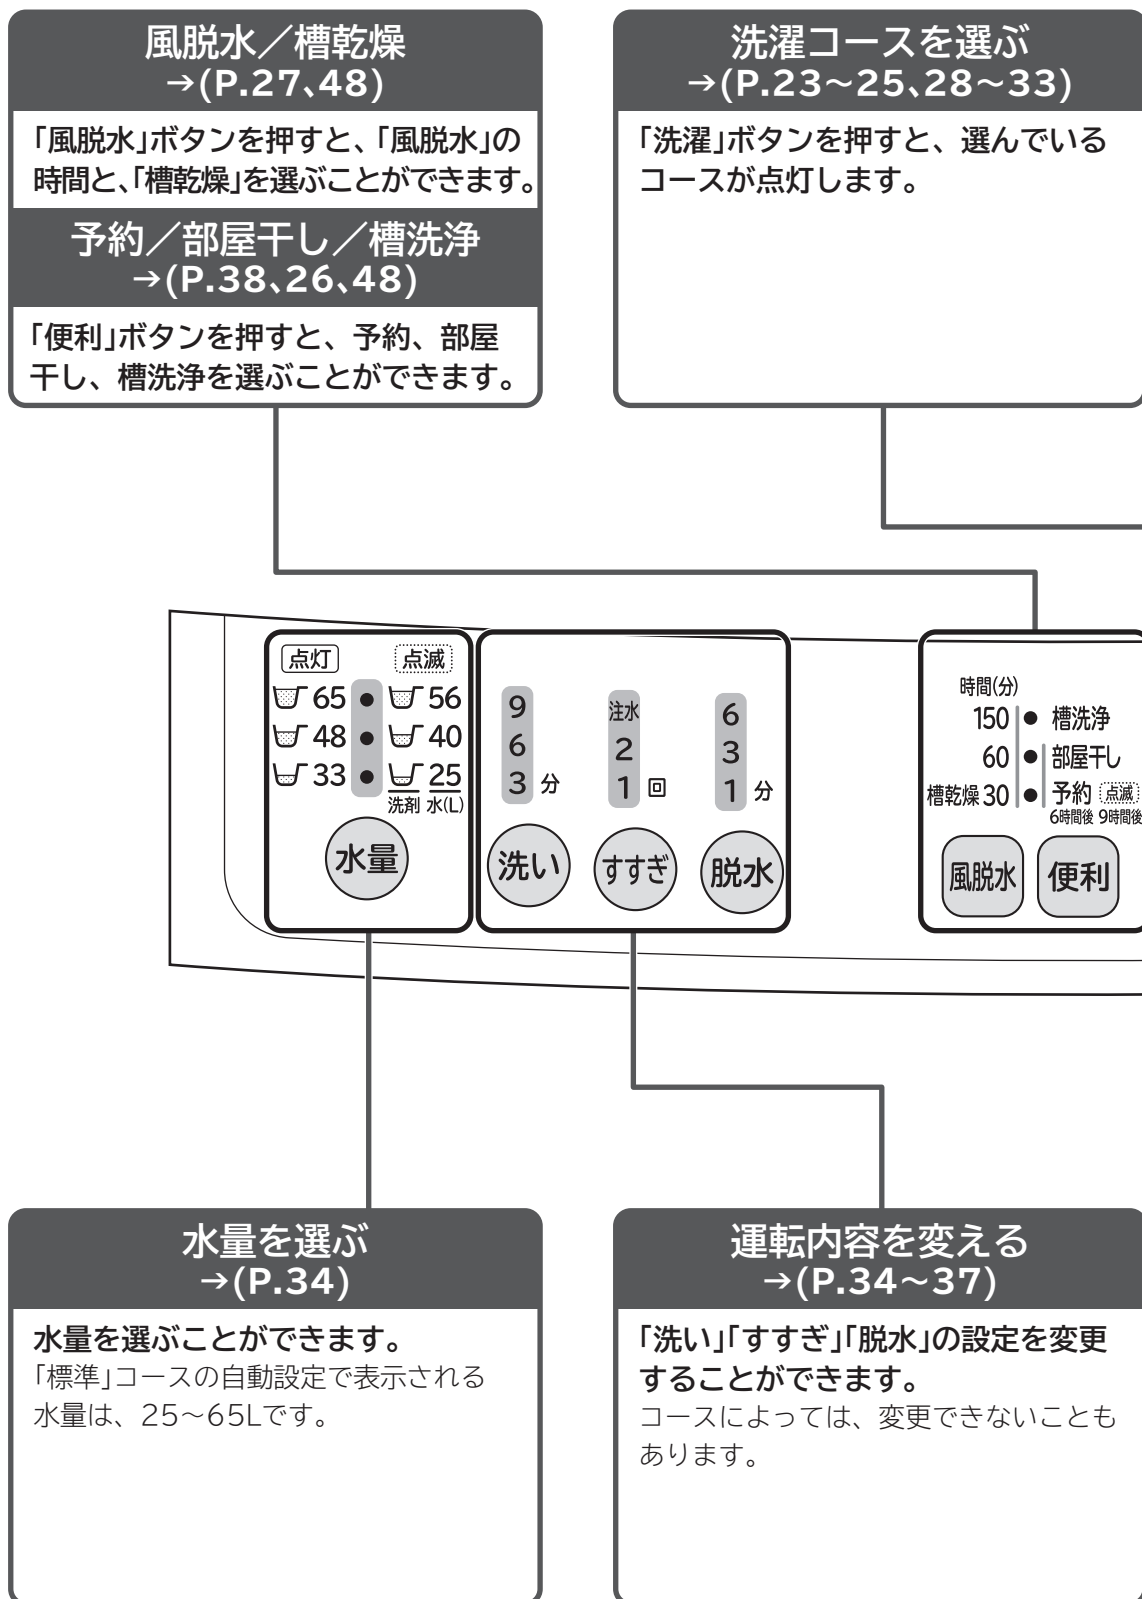 風脱水／槽乾燥
→(P.27、48)
「風脱水」ボタンを押すと、「風脱水」の
時間と、「槽乾燥」を選ぶことができます。
予約／部屋干し／槽洗浄
→(P.38、26、48)
「便利」ボタンを押すと、予約、部屋
干し、槽洗浄を選ぶことができます。
洗濯コースを選ぶ
→(P.23～25、28～33)
「洗濯」ボタンを押すと、選んでいる
コースが点灯します。
点灯 点滅
65 56
48 40
33 25
洗剤 水(L)
水量
9
6
3 分
洗い
注水
2
1 回
すすぎ
6
3
1 分
脱水
時間(分)
150 槽洗浄
60 部屋干し
槽乾燥 30 予約 点滅
6時間後 9時間後
風脱水 便利
水量を選ぶ
→(P.34)
水量を選ぶことができます。
「標準」コースの自動設定で表示される
水量は、25～65Lです。
運転内容を変える
→(P.34～37)
「洗い」「すすぎ」「脱水」の設定を変更
することができます。
コースによっては、変更できないことも
あります。